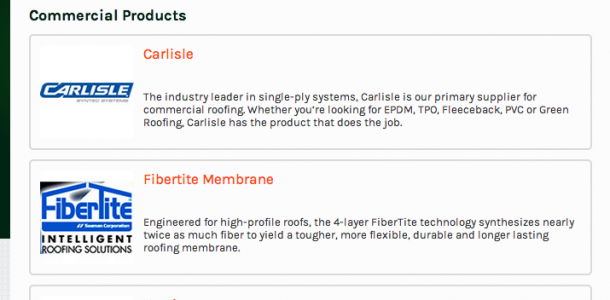 Commercial Products
Carlisle
CARLISLE
SYNTEC SYSTEMS
The industry leader in single-ply systems, Carlisle is our primary supplier for
commercial roofing. Whether you're looking for EPDM, TPO, Fleeceback, PVC or Green
Roofing, Carlisle has the product that does the job.
Fibertite Membrane
FiberTite
Seaman Corporation
INTELLIGENT
ROOFING SOLUTIONS
Engineered for high-profile roofs, the 4-layer FiberTite technology synthesizes nearly
twice as much fiber to yield a tougher, more flexible, durable and longer lasting
roofing membrane.